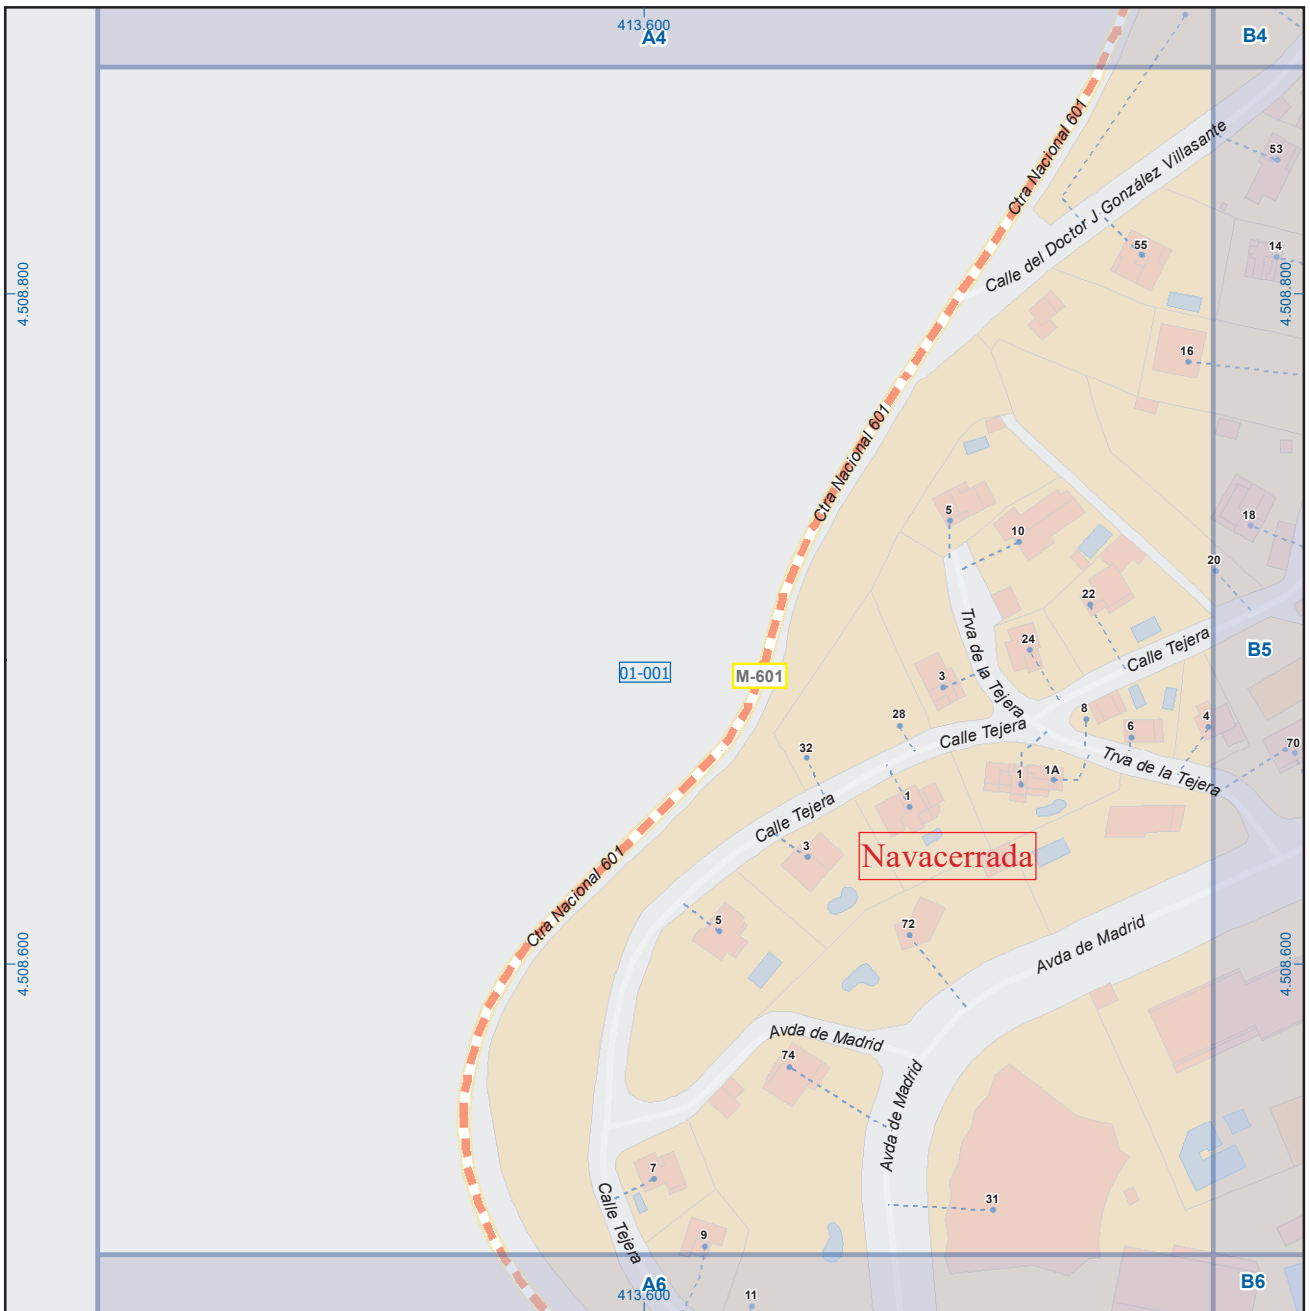 413.600
A4
B4
Ctra Nacional 601
Calle del Doctor J González Villasante
53
55
14
4.508.800
4.508.800
16
Ctra Nacional 601
5
10
18
20
22
Trva de la Tejera
24
Calle Tejera
B5
01-001
M-601
3
28
8
6
4
Calle Tejera
32
70
1
1A
Trva de la Tejera
1
Calle Tejera
3
Navacerrada
Ctra Nacional 601
5
72
Avda de Madrid
4.508.600
4.508.600
Avda de Madrid
74
Avda de Madrid
7
31
Calle Tejera
9
A6
B6
413.600
11